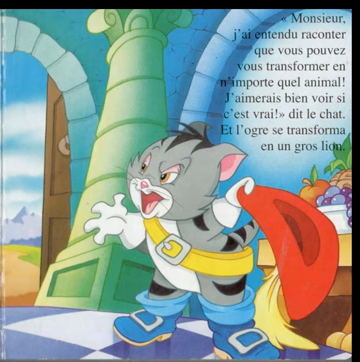 « Monsieur,
j'ai entendu raconter
que vous pouvez
vous transformer en
n'importe quel animal!
J'aimerais bien voir si
c'est vrai!» dit le chat.
Et l'ogre se transforma
en un gros lion.